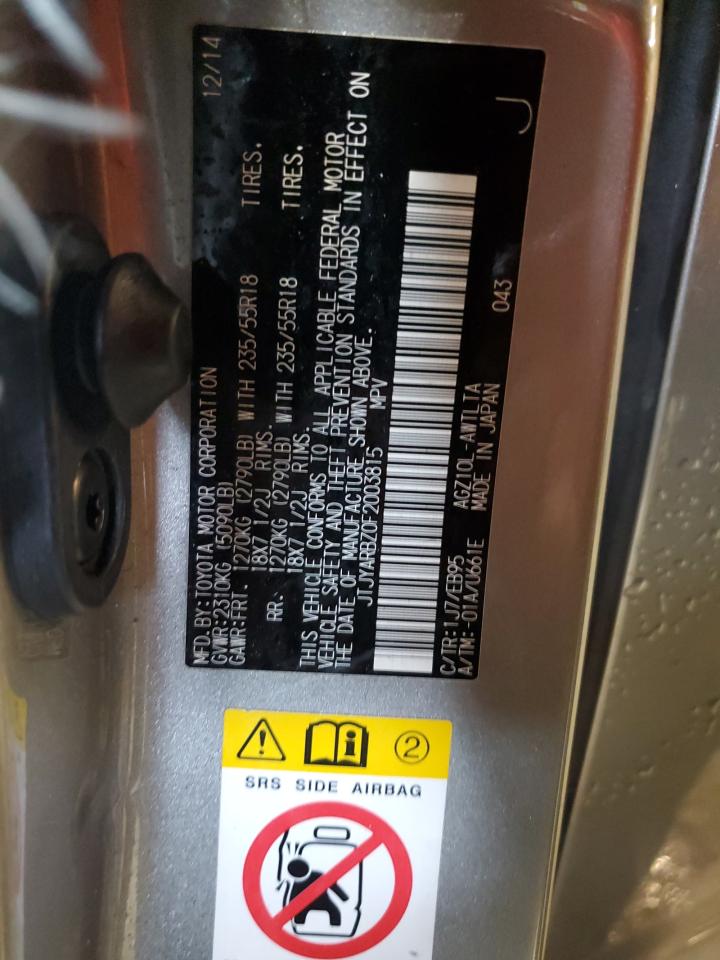 MFD. BY:TOYOTA MOTOR CORPORATION 12/14
GVWR:2310KG (5090LB)
GAWR:FRT. 1270KG (2790LB) WITH 235/55R18 TIRES.
18X7 1/2J RIMS.
RR. 1270KG (2790LB) WITH 235/55R18 TIRES.
18X7 1/2J RIMS.
THIS VEHICLE CONFORMS TO ALL APPLICABLE FEDERAL MOTOR
VEHICLE SAFETY AND THEFT PREVENTION STANDARDS IN EFFECT ON
THE DATE OF MANUFACTURE SHOWN ABOVE.
JTJYARBZ0F2003815 MPV
C/TR:1J7/EB95 AGZ10L-AWTLTA 043
A/TM:-01A/U661E MADE IN JAPAN
J
2
SRS SIDE AIRBAG